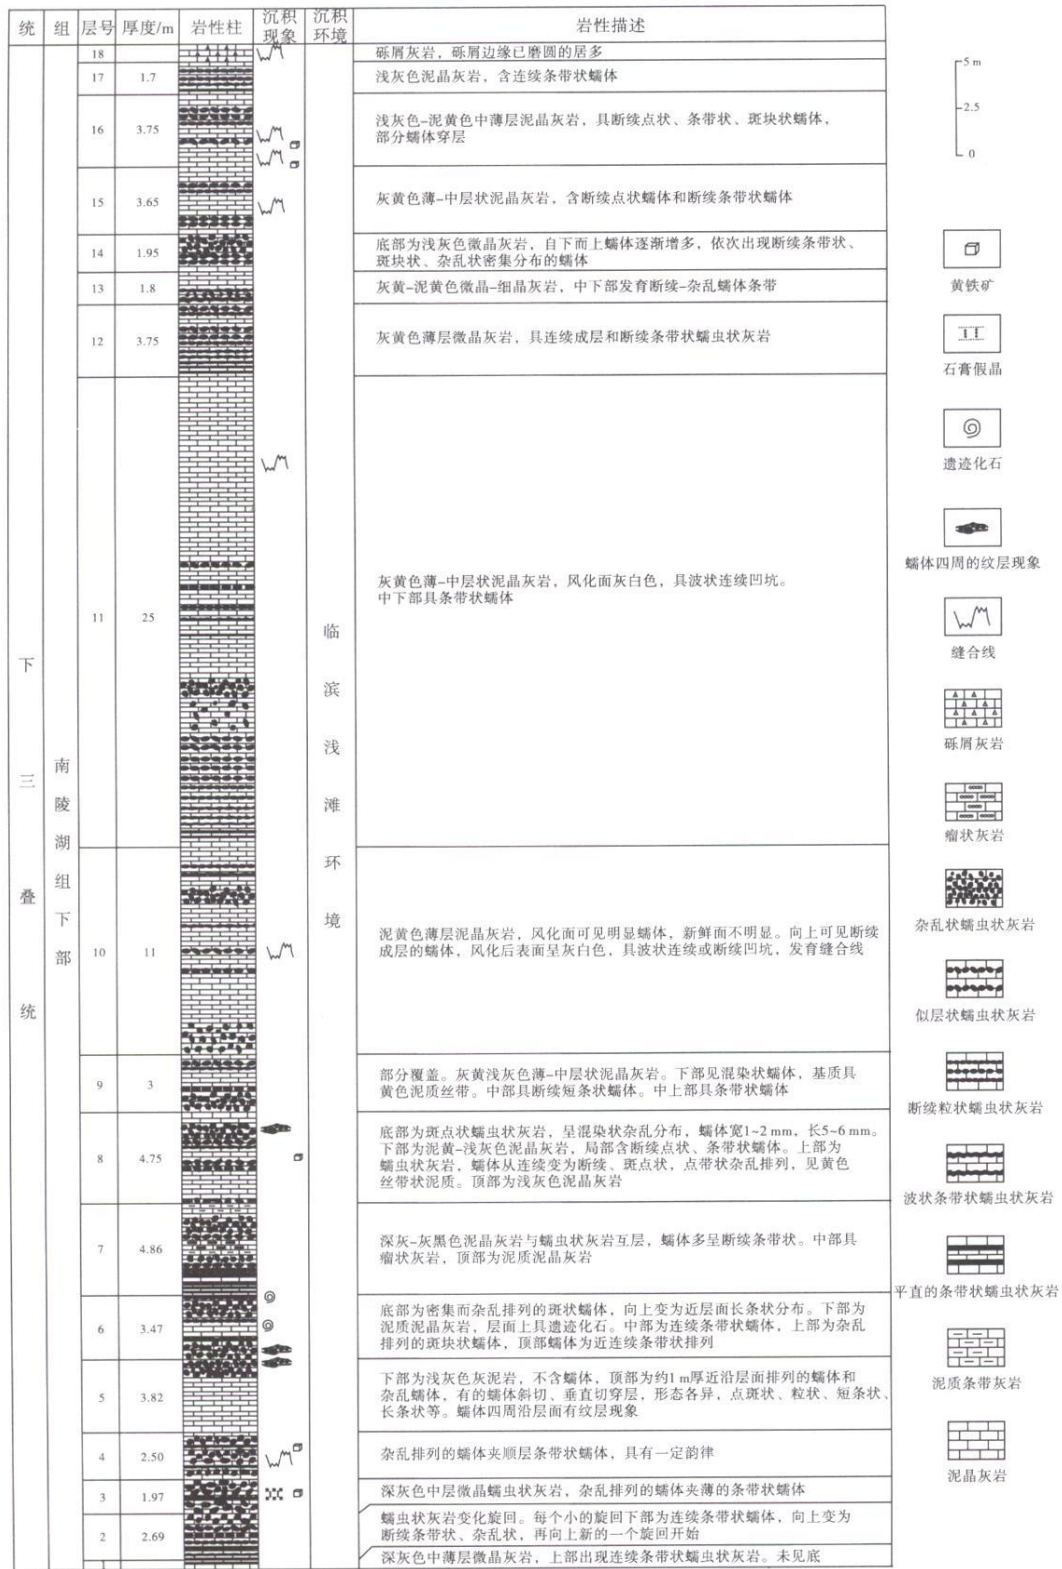 统 组 层号 厚度/m 岩性柱 沉积现象 沉积环境 岩性描述
下三叠统
南陵湖组下部
临滨浅滩环境
18
砾屑灰岩，砾屑边缘已磨圆的居多
17 1.7
浅灰色泥晶灰岩，含连续条带状蠕体
16 3.75
浅灰色–泥黄色中薄层泥晶灰岩，具断续点状、条带状、斑块状蠕体，
部分蠕体穿层
15 3.65
灰黄色薄–中层状泥晶灰岩，含断续点状蠕体和断续条带状蠕体
14 1.95
底部为浅灰色微晶灰岩，自下而上蠕体逐渐增多，依次出现断续条带状、
斑块状、杂乱状密集分布的蠕体
13 1.8
灰黄–泥黄色微晶–细晶灰岩，中下部发育断续–杂乱蠕体条带
12 3.75
灰黄色薄层微晶灰岩，具连续成层和断续条带状蠕虫状灰岩
11 25
灰黄色薄–中层状泥晶灰岩，风化面灰白色，具波状连续凹坑。
中下部具条带状蠕体
10 11
泥黄色薄层泥晶灰岩，风化面可见明显蠕体，新鲜面不明显。向上可见断续
成层的蠕体，风化后表面呈灰白色，具波状连续或断续凹坑，发育缝合线
9 3
部分覆盖。灰黄浅灰色薄–中层状泥晶灰岩。下部见混染状蠕体，基质具
黄色泥质丝带。中部具断续短条状蠕体。中上部具条带状蠕体
8 4.75
底部为斑点状蠕虫状灰岩，呈混染状杂乱分布，蠕体宽1~2 mm，长5~6 mm。
下部为泥黄–浅灰色泥晶灰岩，局部含断续点状、条带状蠕体。上部为
蠕虫状灰岩，蠕体从连续变为断续、斑点状，点带状杂乱排列，见黄色
丝带状泥质。顶部为浅灰色泥晶灰岩
7 4.86
深灰–灰黑色泥晶灰岩与蠕虫状灰岩互层，蠕体多呈断续条带状。中部具
瘤状灰岩，顶部为泥质泥晶灰岩
6 3.47
底部为密集而杂乱排列的斑状蠕体，向上变为近层面长条状分布。下部为
泥质泥晶灰岩，层面上具遗迹化石。中部为连续条带状蠕体，上部为杂乱
排列的斑块状蠕体，顶部蠕体为近连续条带状排列
5 3.82
下部为浅灰色灰泥岩，不含蠕体，顶部为约1 m厚近沿层面排列的蠕体和
杂乱蠕体，有的蠕体斜切、垂直切穿层，形态各异，点斑状、粒状、短条状、
长条状等。蠕体四周沿层面有纹层现象
4 2.50
杂乱排列的蠕体夹顺层条带状蠕体，具有一定韵律
3 1.97
深灰色中层微晶蠕虫状灰岩，杂乱排列的蠕体夹薄的条带状蠕体
2 2.69
蠕虫状灰岩变化旋回。每个小的旋回下部为连续条带状蠕体，向上变为
断续条带状、杂乱状，再向上新的一个旋回开始
深灰色中薄层微晶灰岩，上部出现连续条带状蠕虫状灰岩。未见底
5 m
2.5
0
黄铁矿
石膏假晶
遗迹化石
蠕体四周的纹层现象
缝合线
砾屑灰岩
瘤状灰岩
杂乱状蠕虫状灰岩
似层状蠕虫状灰岩
断续粒状蠕虫状灰岩
波状条带状蠕虫状灰岩
平直的条带状蠕虫状灰岩
泥质条带灰岩
泥晶灰岩